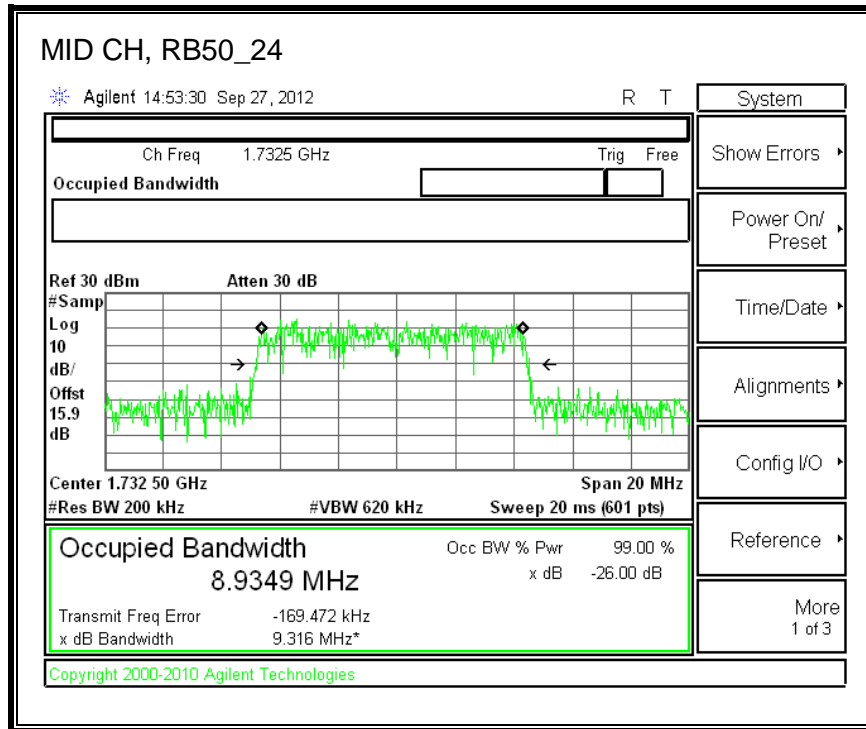 MID CH, RB50_24
Agilent 14:53:30 Sep 27, 2012 R T
Ch Freq 1.7325 GHz Trig Free
Occupied Bandwidth
Ref 30 dBm Atten 30 dB
#Samp
Log
10
dB/
Offst
15.9
dB
Center 1.732 50 GHz Span 20 MHz
#Res BW 200 kHz #VBW 620 kHz Sweep 20 ms (601 pts)
Occupied Bandwidth Occ BW % Pwr 99.00 %
8.9349 MHz x dB -26.00 dB
Transmit Freq Error -169.472 kHz
x dB Bandwidth 9.316 MHz*
Copyright 2000-2010 Agilent Technologies
System
Show Errors
Power On/
Preset
Time/Date
Alignments
Config I/O
Reference
More
1 of 3